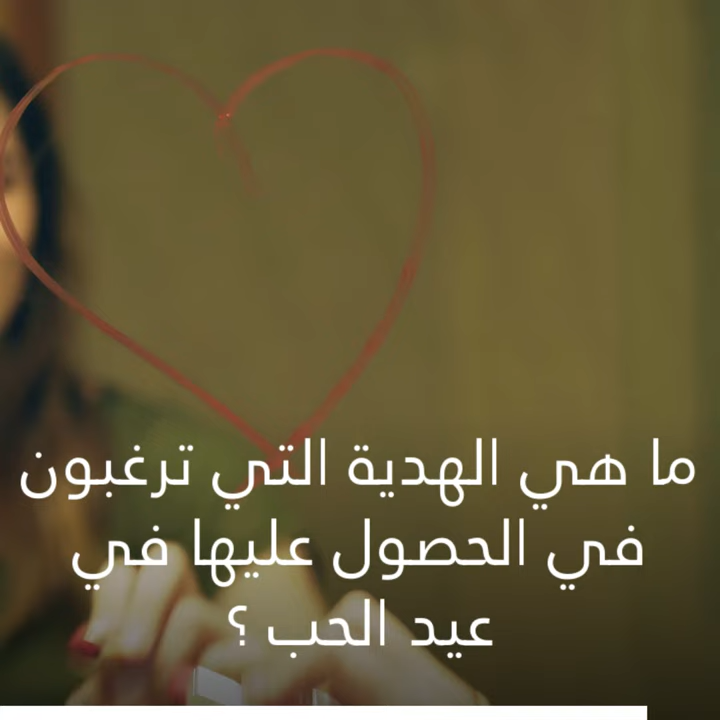 ما هي الهدية التي ترغبون
في الحصول عليها في
عيد الحب ؟